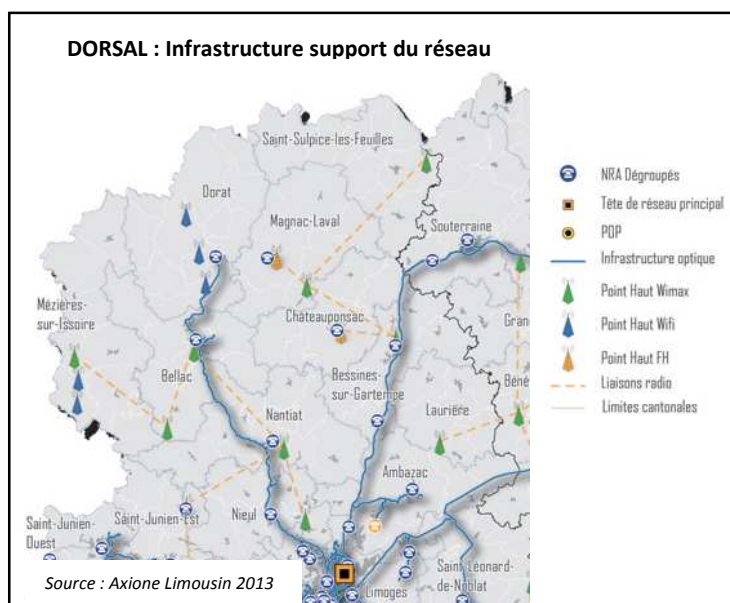 DORSAL : Infrastructure support du réseau
Saint-Sulpice-les-Feuilles
Dorat
Magnac-Laval
Souterraine
Mézières-
sur-Issoire
Châteauponsac
Gran
Bellac
Bessines-
sur-Gartempe
Béné
Nantiat
Laurière
Ambazac
Saint-Junien-
Ouest
Saint-Junien-Est
Nieul
Saint-Léonard-
de-Noblat
Limoges
Source : Axione Limousin 2013
NRA Dégroupés
Tête de réseau principal
POP
Infrastructure optique
Point Haut Wimax
Point Haut Wifi
Point Haut FH
Liaisons radio
Limites cantonales